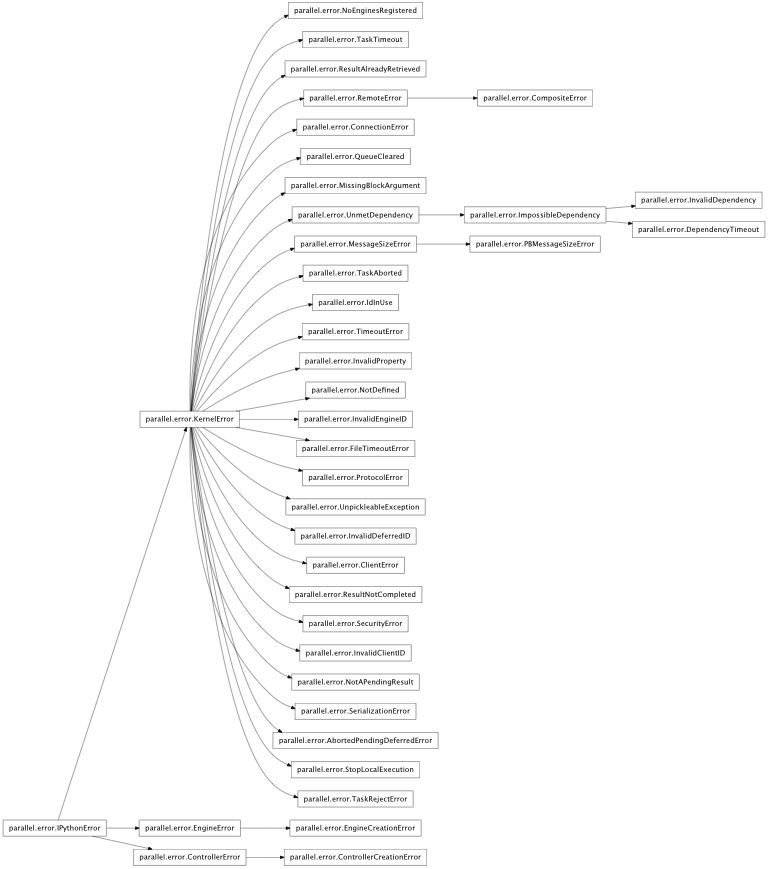 parallel.error.NoEnginesRegistered
parallel.error.TaskTimeout
parallel.error.ResultAlreadyRetrieved
parallel.error.RemoteError
parallel.error.CompositeError
parallel.error.ConnectionError
parallel.error.QueueCleared
parallel.error.MissingBlockArgument
parallel.error.InvalidDependency
parallel.error.UnmetDependency
parallel.error.ImpossibleDependency
parallel.error.DependencyTimeout
parallel.error.MessageSizeError
parallel.error.PBMessageSizeError
parallel.error.TaskAborted
parallel.error.IdInUse
parallel.error.TimeoutError
parallel.error.InvalidProperty
parallel.error.NotDefined
parallel.error.KernelError
parallel.error.InvalidEngineID
parallel.error.FileTimeoutError
parallel.error.ProtocolError
parallel.error.UnpickleableException
parallel.error.InvalidDeferredID
parallel.error.ClientError
parallel.error.ResultNotCompleted
parallel.error.SecurityError
parallel.error.InvalidClientID
parallel.error.NotAPendingResult
parallel.error.SerializationError
parallel.error.AbortedPendingDeferredError
parallel.error.StopLocalExecution
parallel.error.TaskRejectError
parallel.error.IPythonError
parallel.error.EngineError
parallel.error.EngineCreationError
parallel.error.ControllerError
parallel.error.ControllerCreationError